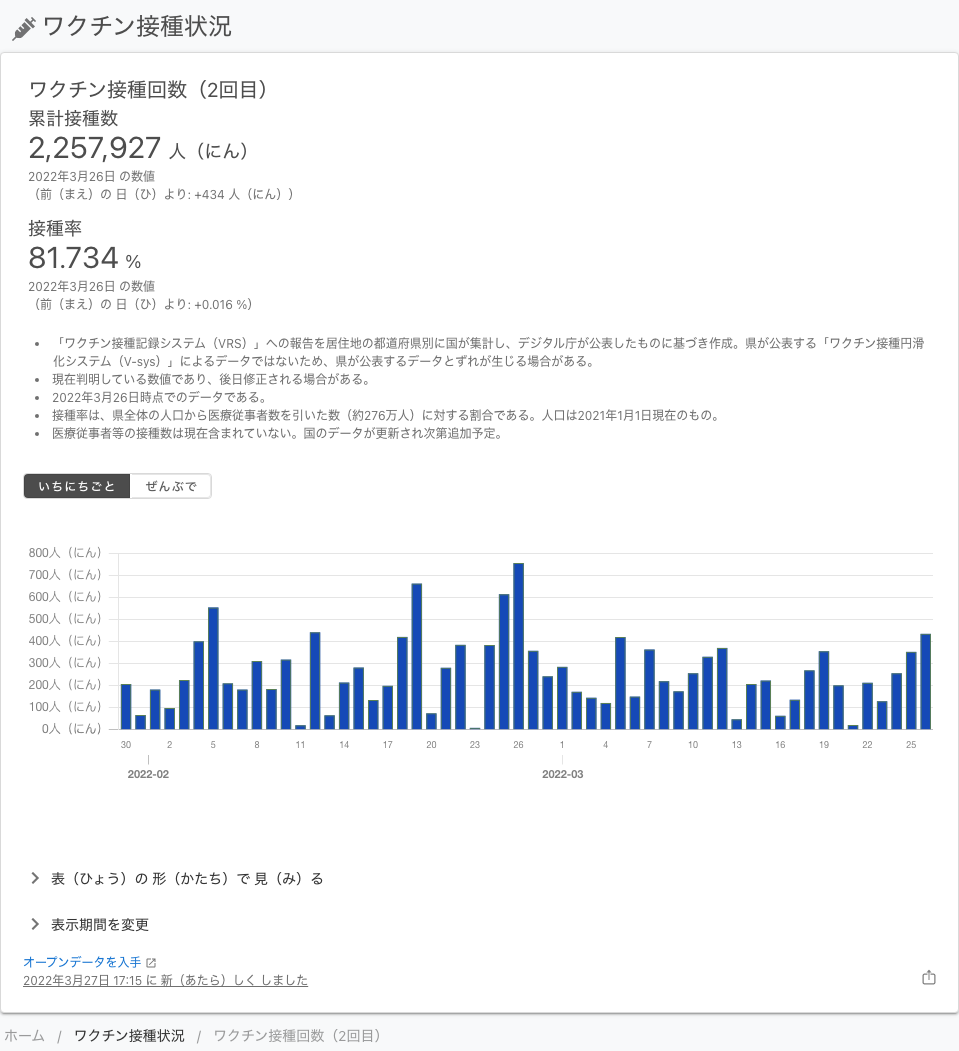 ワクチン接種状況
ワクチン接種回数（2回目）
累計接種数
2,257,927 人（にん）
2022年3月26日 の数値
（前（まえ）の 日（ひ）より: +434 人（にん））
接種率
81.734 %
2022年3月26日 の数値
（前（まえ）の 日（ひ）より: +0.016 %）
• 「ワクチン接種記録システム（VRS）」への報告を居住地の都道府県別に国が集計し、デジタル庁が公表したものに基づき作成。県が公表する「ワクチン接種円滑
化システム（V-sys）」によるデータではないため、県が公表するデータとずれが生じる場合がある。
• 現在判明している数値であり、後日修正される場合がある。
• 2022年3月26日時点でのデータである。
• 接種率は、県全体の人口から医療従事者数を引いた数（約276万人）に対する割合である。人口は2021年1月1日現在のもの。
• 医療従事者等の接種数は現在含まれていない。国のデータが更新され次第追加予定。
いちにちごと ぜんぶで
800人（にん）
700人（にん）
600人（にん）
500人（にん）
400人（にん）
300人（にん）
200人（にん）
100人（にん）
0人（にん）
30 2 5 8 11 14 17 20 23 26 1 4 7 10 13 16 19 22 25
2022-02 2022-03
表（ひょう）の 形（かたち）で 見（み）る
表示期間を変更
オープンデータを入手
2022年3月27日 17:15 に 新（あたら）しく しました
ホーム / ワクチン接種状況 / ワクチン接種回数（2回目）